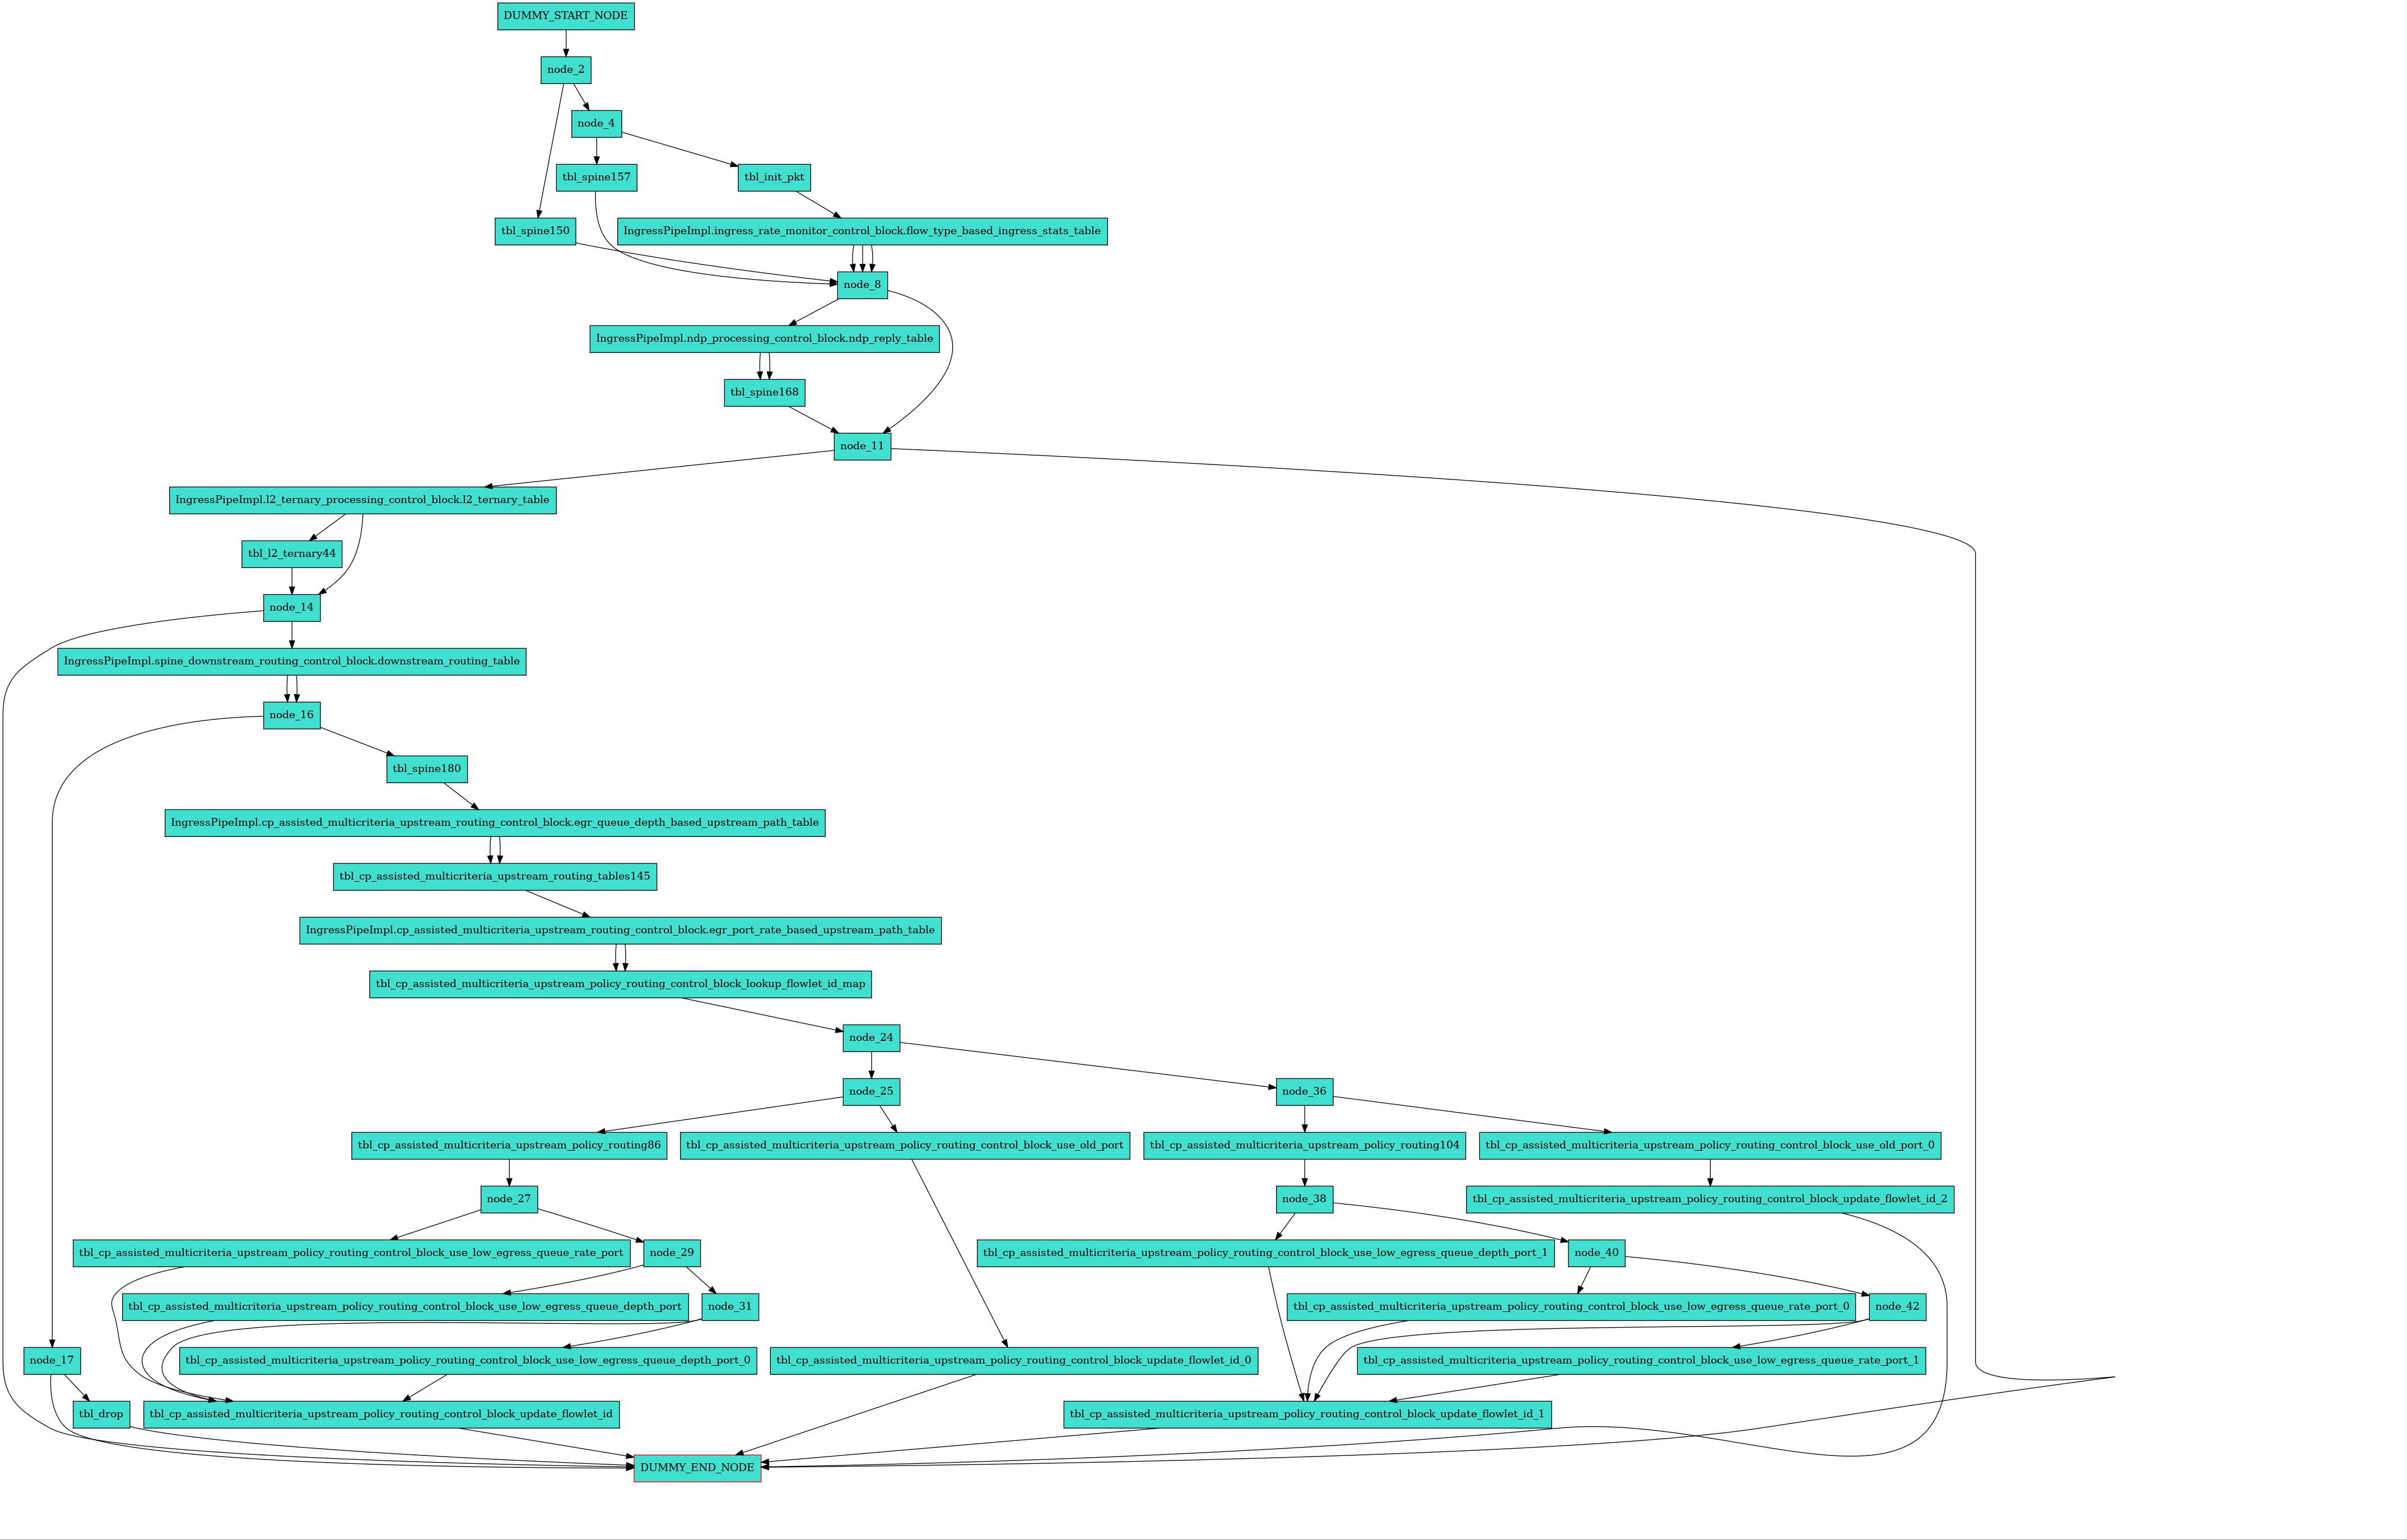 DUMMY_START_NODE
node_2
node_4
tbl_spine157
tbl_init_pkt
tbl_spine150
IngressPipeImpl.ingress_rate_monitor_control_block.flow_type_based_ingress_stats_table
node_8
IngressPipeImpl.ndp_processing_control_block.ndp_reply_table
tbl_spine168
node_11
IngressPipeImpl.l2_ternary_processing_control_block.l2_ternary_table
tbl_l2_ternary44
node_14
IngressPipeImpl.spine_downstream_routing_control_block.downstream_routing_table
node_16
tbl_spine180
IngressPipeImpl.cp_assisted_multicriteria_upstream_routing_control_block.egr_queue_depth_based_upstream_path_table
tbl_cp_assisted_multicriteria_upstream_routing_tables145
IngressPipeImpl.cp_assisted_multicriteria_upstream_routing_control_block.egr_port_rate_based_upstream_path_table
tbl_cp_assisted_multicriteria_upstream_policy_routing_control_block_lookup_flowlet_id_map
node_24
node_25
node_36
tbl_cp_assisted_multicriteria_upstream_policy_routing86
tbl_cp_assisted_multicriteria_upstream_policy_routing_control_block_use_old_port
tbl_cp_assisted_multicriteria_upstream_policy_routing104
tbl_cp_assisted_multicriteria_upstream_policy_routing_control_block_use_old_port_0
node_27
node_38
tbl_cp_assisted_multicriteria_upstream_policy_routing_control_block_update_flowlet_id_2
tbl_cp_assisted_multicriteria_upstream_policy_routing_control_block_use_low_egress_queue_rate_port
node_29
tbl_cp_assisted_multicriteria_upstream_policy_routing_control_block_use_low_egress_queue_depth_port_1
node_40
tbl_cp_assisted_multicriteria_upstream_policy_routing_control_block_use_low_egress_queue_depth_port
node_31
tbl_cp_assisted_multicriteria_upstream_policy_routing_control_block_use_low_egress_queue_rate_port_0
node_42
node_17
tbl_cp_assisted_multicriteria_upstream_policy_routing_control_block_use_low_egress_queue_depth_port_0
tbl_cp_assisted_multicriteria_upstream_policy_routing_control_block_update_flowlet_id_0
tbl_cp_assisted_multicriteria_upstream_policy_routing_control_block_use_low_egress_queue_rate_port_1
tbl_drop
tbl_cp_assisted_multicriteria_upstream_policy_routing_control_block_update_flowlet_id
tbl_cp_assisted_multicriteria_upstream_policy_routing_control_block_update_flowlet_id_1
DUMMY_END_NODE